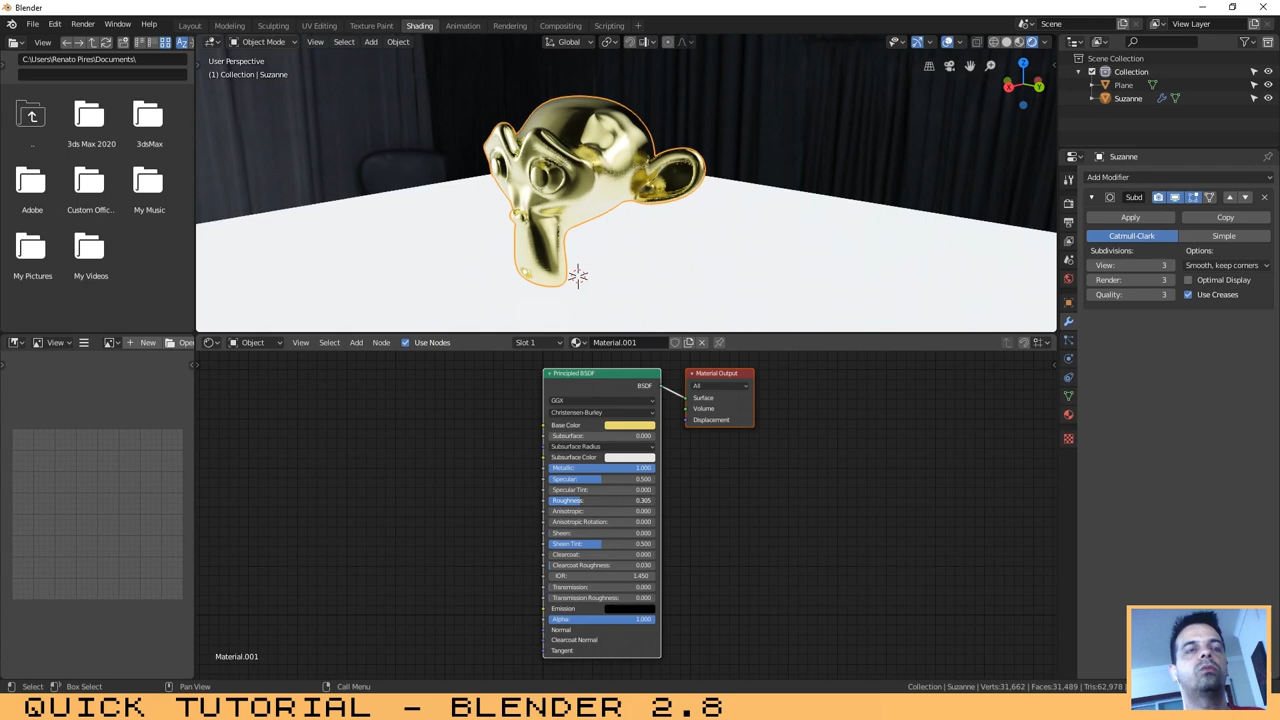 Blender
File Edit Render Window Help Layout Modeling Sculpting UV Editing Texture Paint Shading Animation Rendering Compositing Scripting + Scene View Layer
View
C:\Users\Renato Pires\Documents\
..
3ds Max 2020
3dsMax
Adobe
Custom Offic..
My Music
My Pictures
My Videos
Object Mode View Select Add Object Global
User Perspective
(1) Collection | Suzanne
X
Y
Z
Scene Collection
Collection
Plane
Suzanne
Suzanne
Add Modifier
Subd
Apply Copy
Catmull-Clark Simple
Subdivisions: Options:
View: 3 Smooth, keep corners
Render: 3 Optimal Display
Quality: 3 Use Creases
View New Open
Object View Select Add Node Use Nodes Slot 1 Material.001
Principled BSDF
BSDF
GGX
Christensen-Burley
Base Color
Subsurface: 0.000
Subsurface Radius
Subsurface Color
Metallic: 1.000
Specular: 0.500
Specular Tint: 0.000
Roughness: 0.305
Anisotropic: 0.000
Anisotropic Rotation: 0.000
Sheen: 0.000
Sheen Tint: 0.500
Clearcoat: 0.000
Clearcoat Roughness: 0.030
IOR: 1.450
Transmission: 0.000
Transmission Roughness: 0.000
Emission
Alpha: 1.000
Normal
Clearcoat Normal
Tangent
Material Output
All
Surface
Volume
Displacement
Material.001
Select Box Select Pan View Call Menu Collection | Suzanne | Verts:31,662 | Faces:31,489 | Tris:62,978 |
QUICK TUTORIAL - BLENDER 2.8